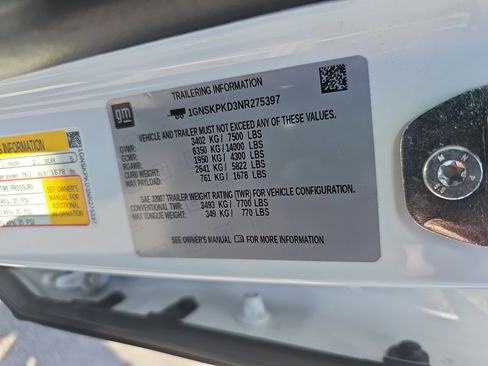 TRAILERING INFORMATION
gm
1GNSKPKD3NR275397
VEHICLE AND TRAILER MUST NOT EXCEED ANY OF THESE VALUES.
GVWR: 3402 KG / 7500 LBS
GCWR: 6350 KG / 14000 LBS
GAWR: 1950 KG / 4300 LBS
RGAWR: 2641 KG / 5822 LBS
CURB WEIGHT: 
MAX PAYLOAD: 761 KG / 1678 LBS
SAE J2807 TRAILER WEIGHT RATING (TWR) FOR VEHICLE CONFIGURATION.
CONVENTIONAL TWR: 3493 KG / 7700 LBS
MAX TONGUE WEIGHT: 349 KG / 770 LBS
SEE OWNER'S MANUAL FOR MORE INFORMATION
SEE OWNER'S
MANUAL FOR
ADDITIONAL
INFORMATION
M N P